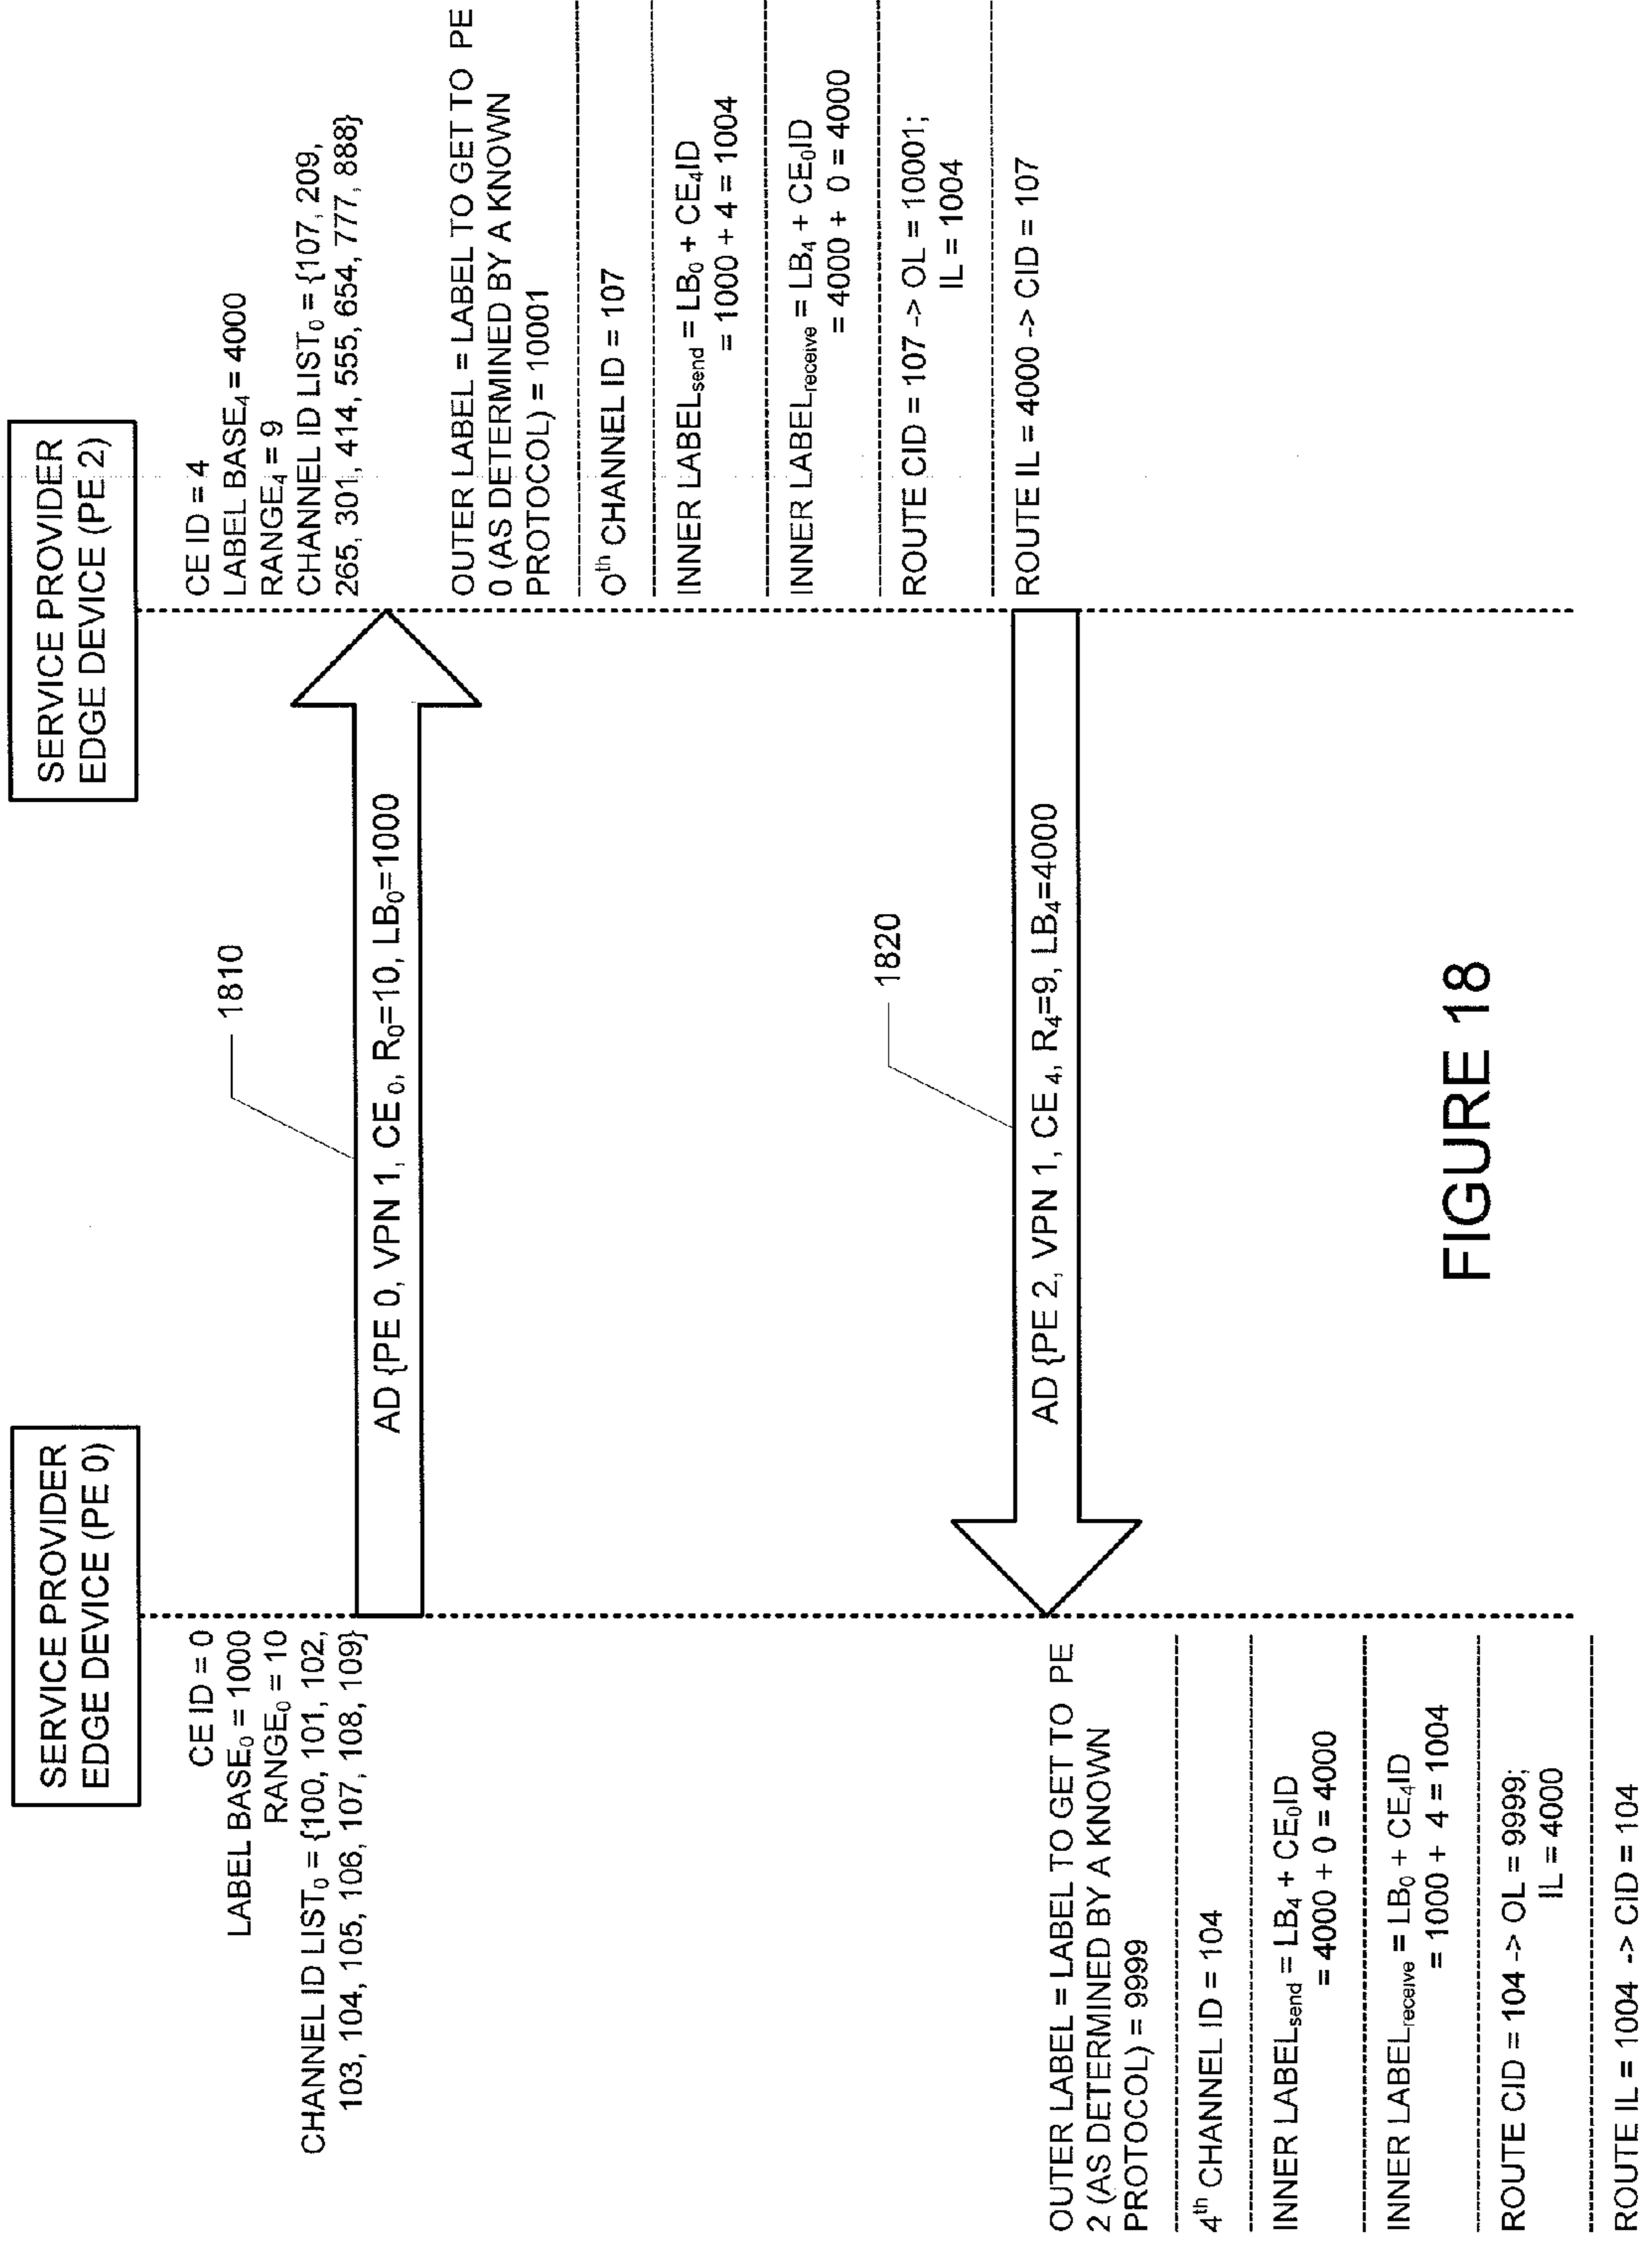 SERVICE PROVIDER
EDGE DEVICE (PE 0)
SERVICE PROVIDER
EDGE DEVICE (PE 2)
CE ID = 0
LABEL BASE₀ = 1000
RANGE₀ = 10
CHANNEL ID LIST₀ = {100, 101, 102,
103, 104, 105, 106, 107, 108, 109}
CE ID = 4
LABEL BASE₄ = 4000
RANGE₄ = 9
CHANNEL ID LIST₀ = {107, 209,
265, 301, 414, 555, 654, 777, 888}
1810
AD {PE 0, VPN 1, CE ₀, R₀=10, LB₀=1000
OUTER LABEL = LABEL TO GET TO PE
0 (AS DETERMINED BY A KNOWN
PROTOCOL) = 10001
0th CHANNEL ID = 107
INNER LABELsend = LB₀ + CE₄ID
= 1000 + 4 = 1004
INNER LABELreceive = LB₄ + CE₀ID
= 4000 + 0 = 4000
ROUTE CID = 107 -> OL = 10001;
IL = 1004
ROUTE IL = 4000 -> CID = 107
1820
AD {PE 2, VPN 1, CE ₄, R₄=9, LB₄=4000
OUTER LABEL = LABEL TO GET TO PE
2 (AS DETERMINED BY A KNOWN
PROTOCOL) = 9999
4th CHANNEL ID = 104
INNER LABELsend = LB₄ + CE₀ID
= 4000 + 0 = 4000
INNER LABELreceive = LB₀ + CE₄ID
= 1000 + 4 = 1004
ROUTE CID = 104 -> OL = 9999;
IL = 4000
ROUTE IL = 1004 -> CID = 104
FIGURE 18